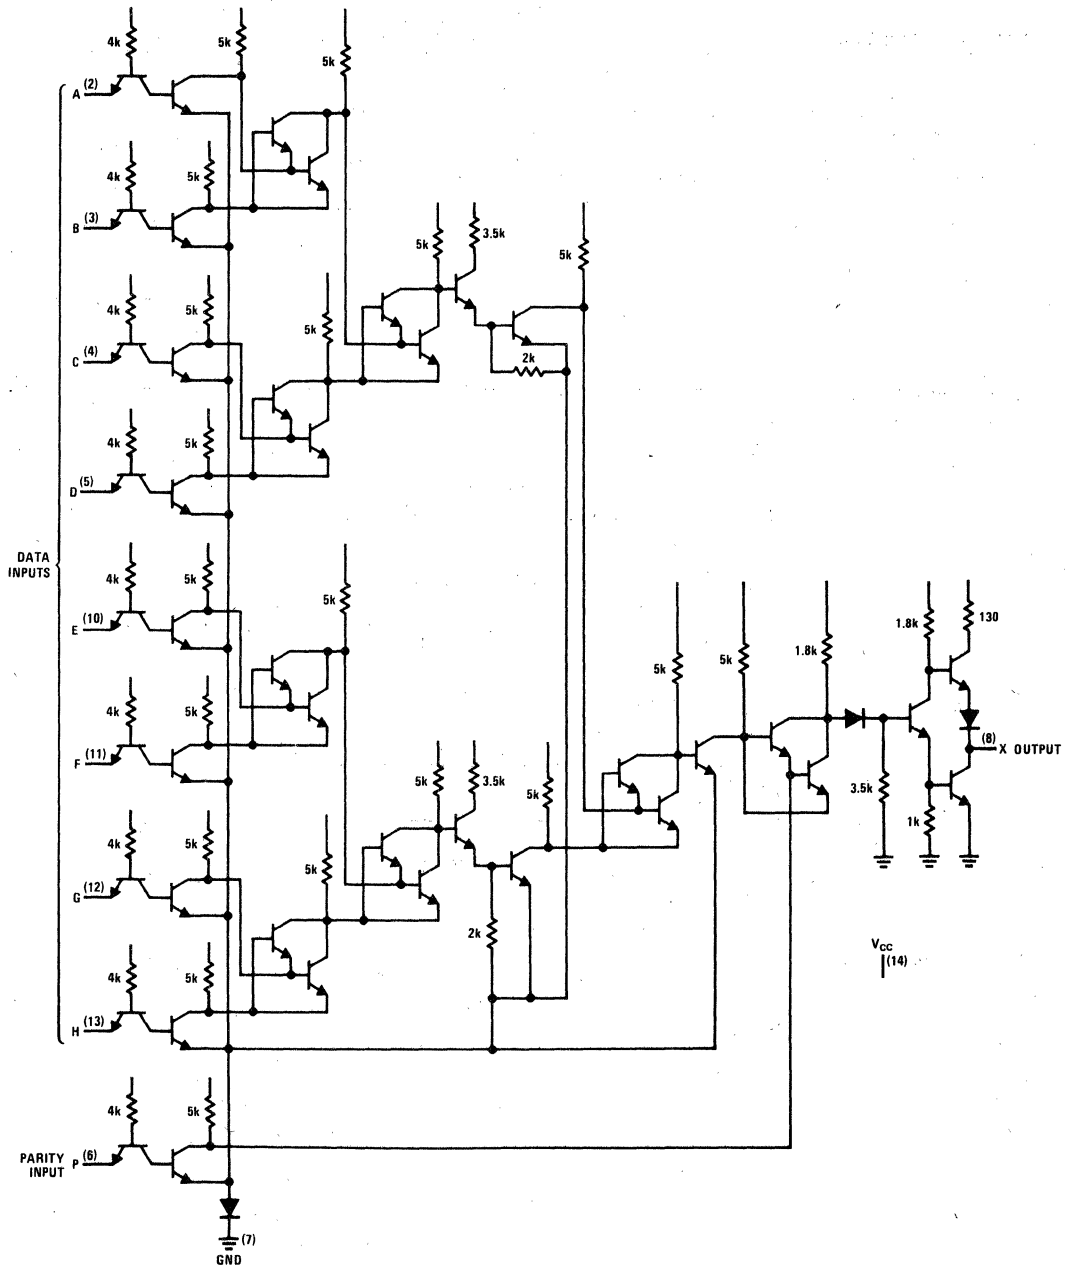 4k
5k
5k
A (2)
4k
5k
B (3)
5k
3.5k
5k
4k
5k
C (4)
5k
2k
4k
5k
D (5)
DATA
INPUTS
4k
5k
E (10)
5k
4k
5k
F (11)
5k
5k
1.8k
1.8k
130
(8)
X OUTPUT
3.5k
1k
5k
3.5k
5k
4k
5k
G (12)
5k
2k
4k
5k
H (13)
VCC
(14)
4k
5k
PARITY
INPUT
P (6)
(7)
GND